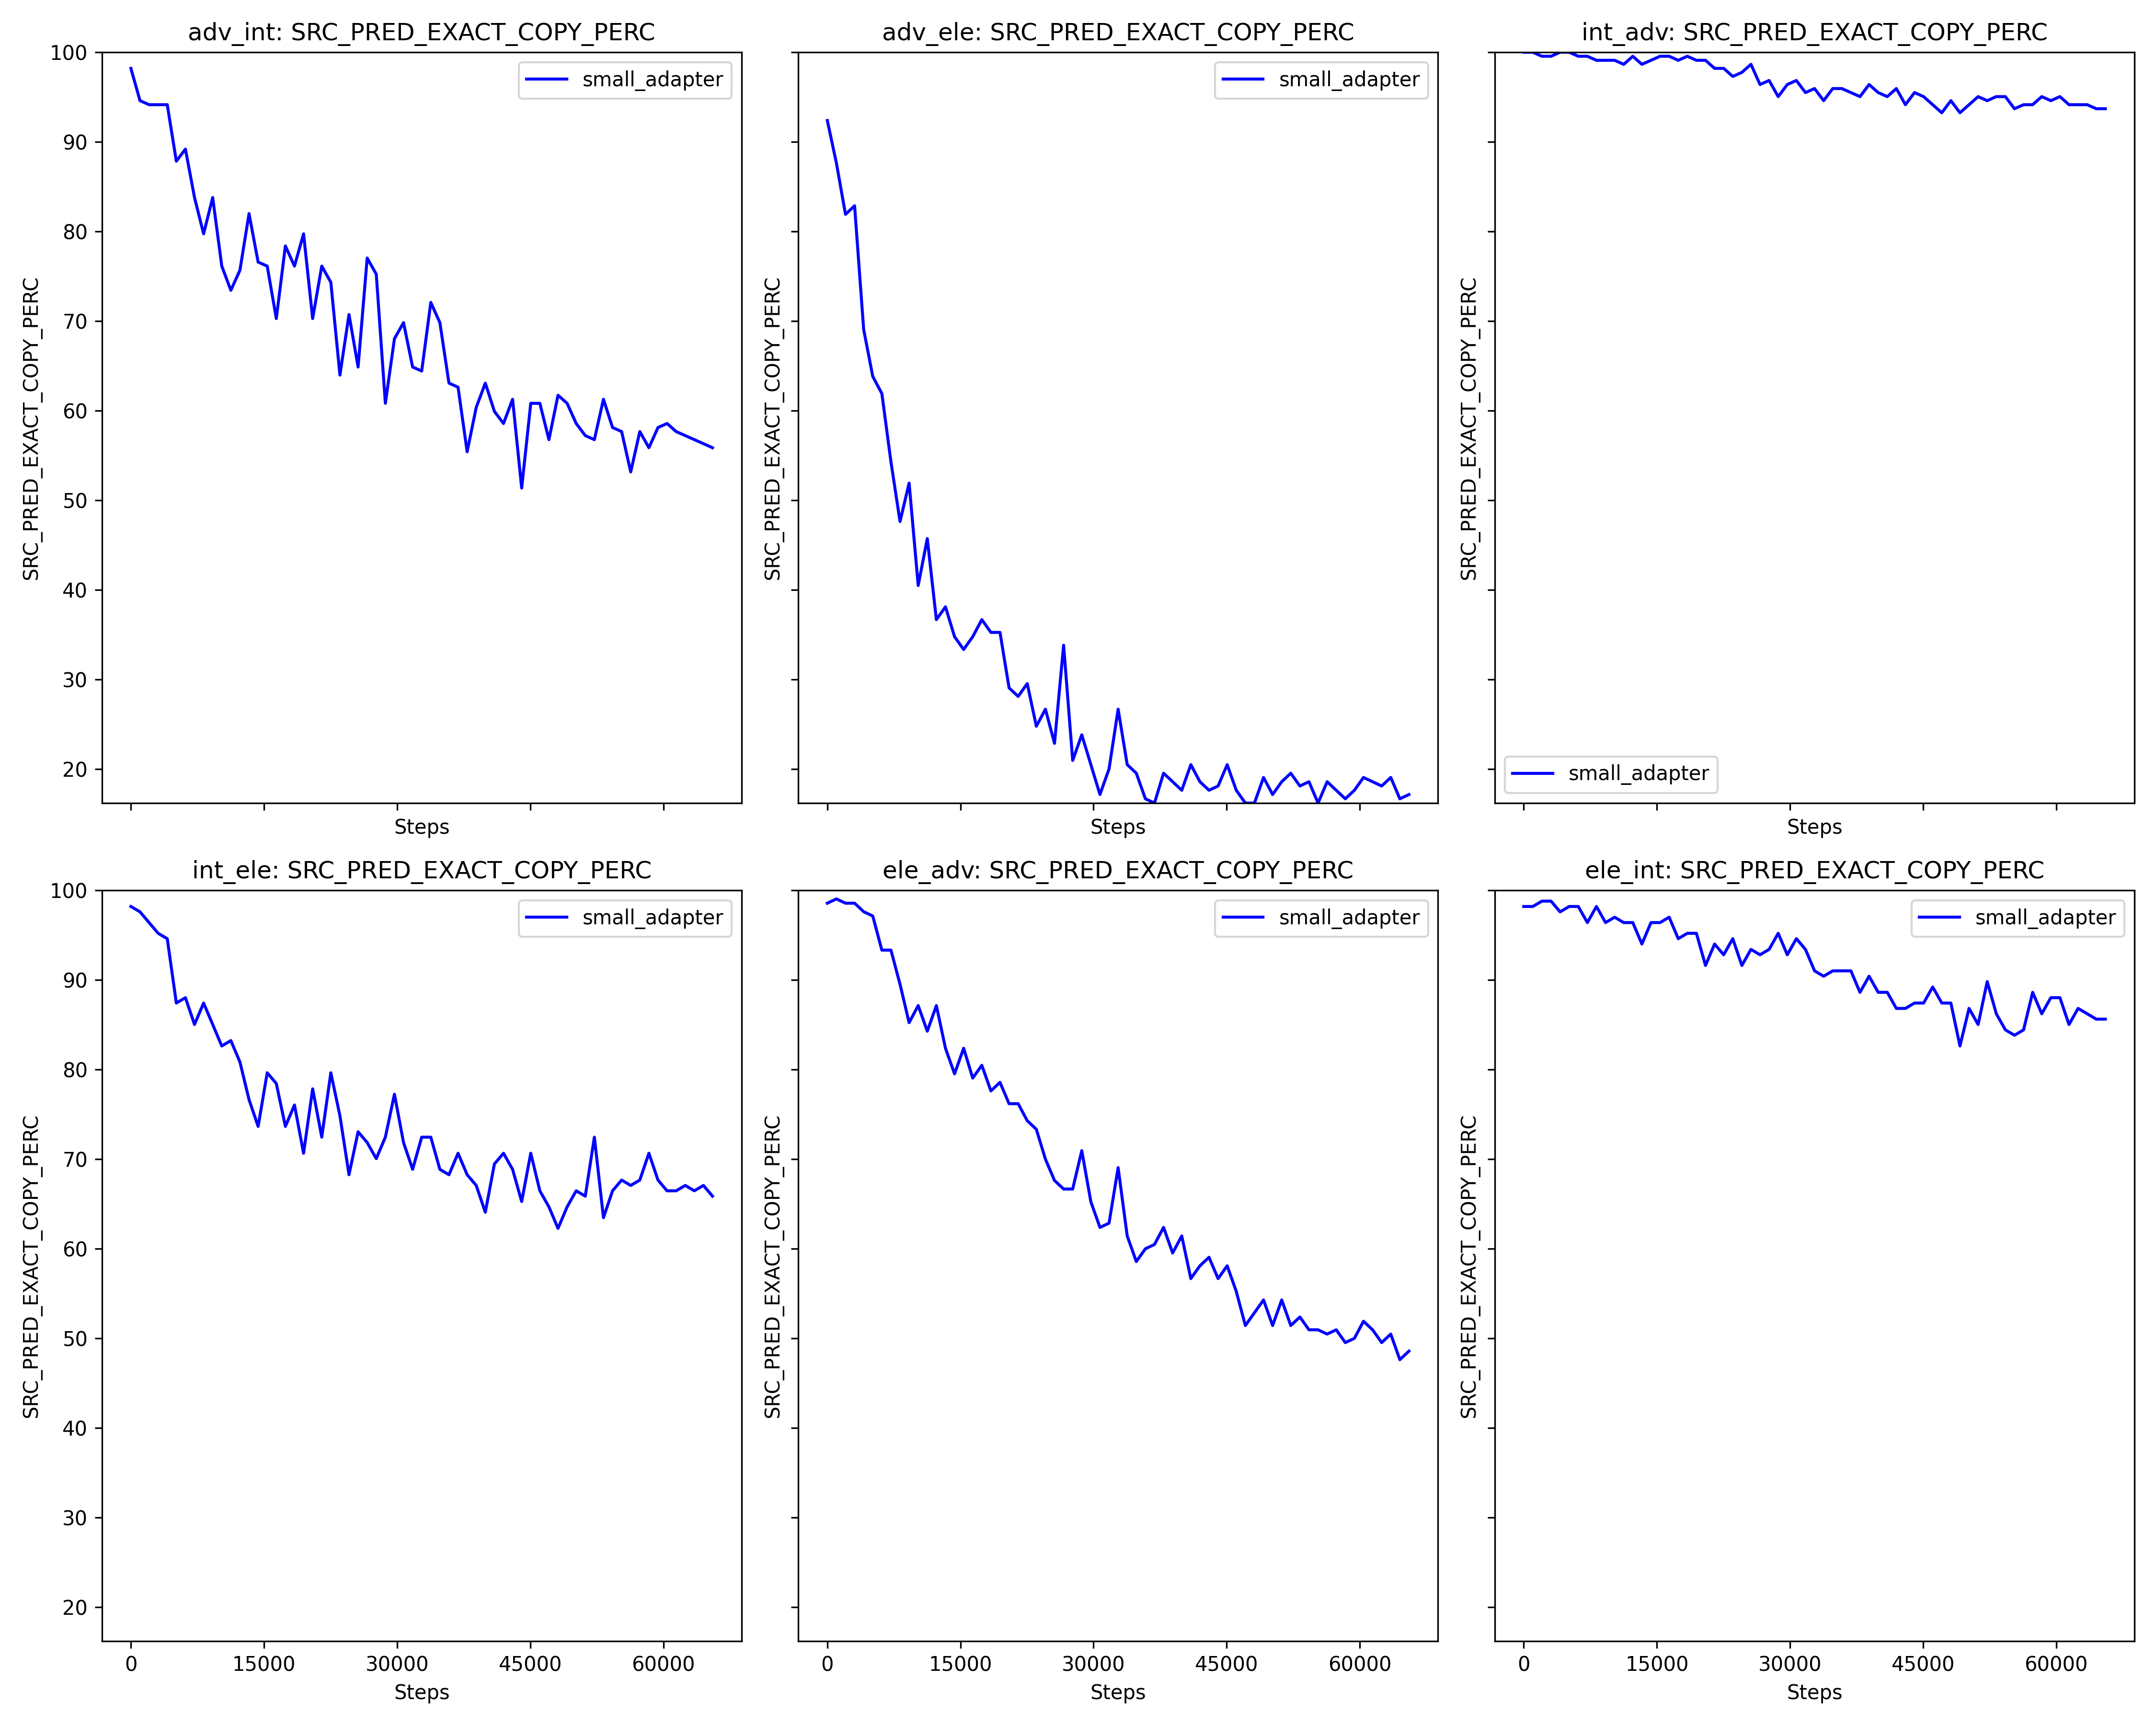 adv_int: SRC_PRED_EXACT_COPY_PERC
SRC_PRED_EXACT_COPY_PERC
100
90
80
70
60
50
40
30
20
small_adapter
Steps
adv_ele: SRC_PRED_EXACT_COPY_PERC
SRC_PRED_EXACT_COPY_PERC
small_adapter
Steps
int_adv: SRC_PRED_EXACT_COPY_PERC
SRC_PRED_EXACT_COPY_PERC
small_adapter
Steps
int_ele: SRC_PRED_EXACT_COPY_PERC
SRC_PRED_EXACT_COPY_PERC
100
90
80
70
60
50
40
30
20
small_adapter
0 15000 30000 45000 60000
Steps
ele_adv: SRC_PRED_EXACT_COPY_PERC
SRC_PRED_EXACT_COPY_PERC
small_adapter
0 15000 30000 45000 60000
Steps
ele_int: SRC_PRED_EXACT_COPY_PERC
SRC_PRED_EXACT_COPY_PERC
small_adapter
0 15000 30000 45000 60000
Steps